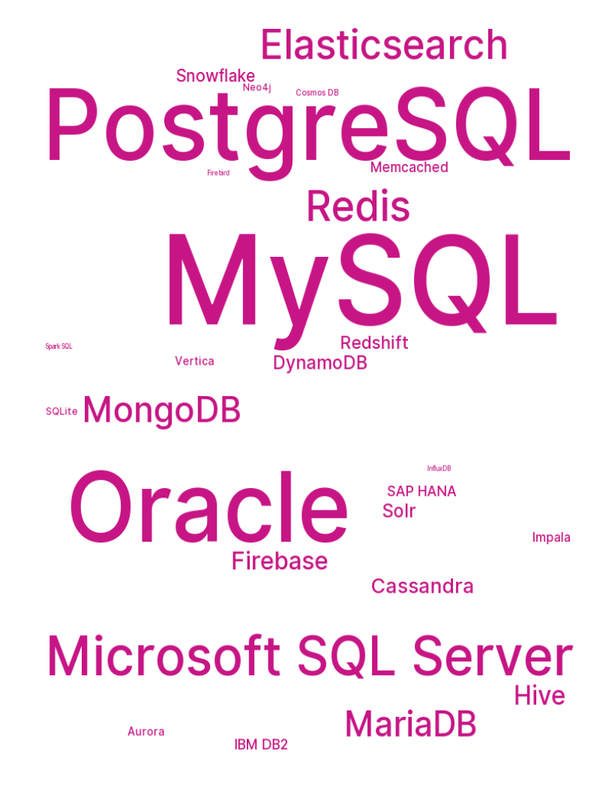 Elasticsearch
Snowflake
Neo4j
Cosmos DB
PostgreSQL
Memcached
Firebird
Redis
MySQL
Redshift
Spark SQL
Vertica
DynamoDB
SQLite
MongoDB
InfluxDB
Oracle
SAP HANA
Solr
Impala
Firebase
Cassandra
Microsoft SQL Server
Hive
MariaDB
Aurora
IBM DB2